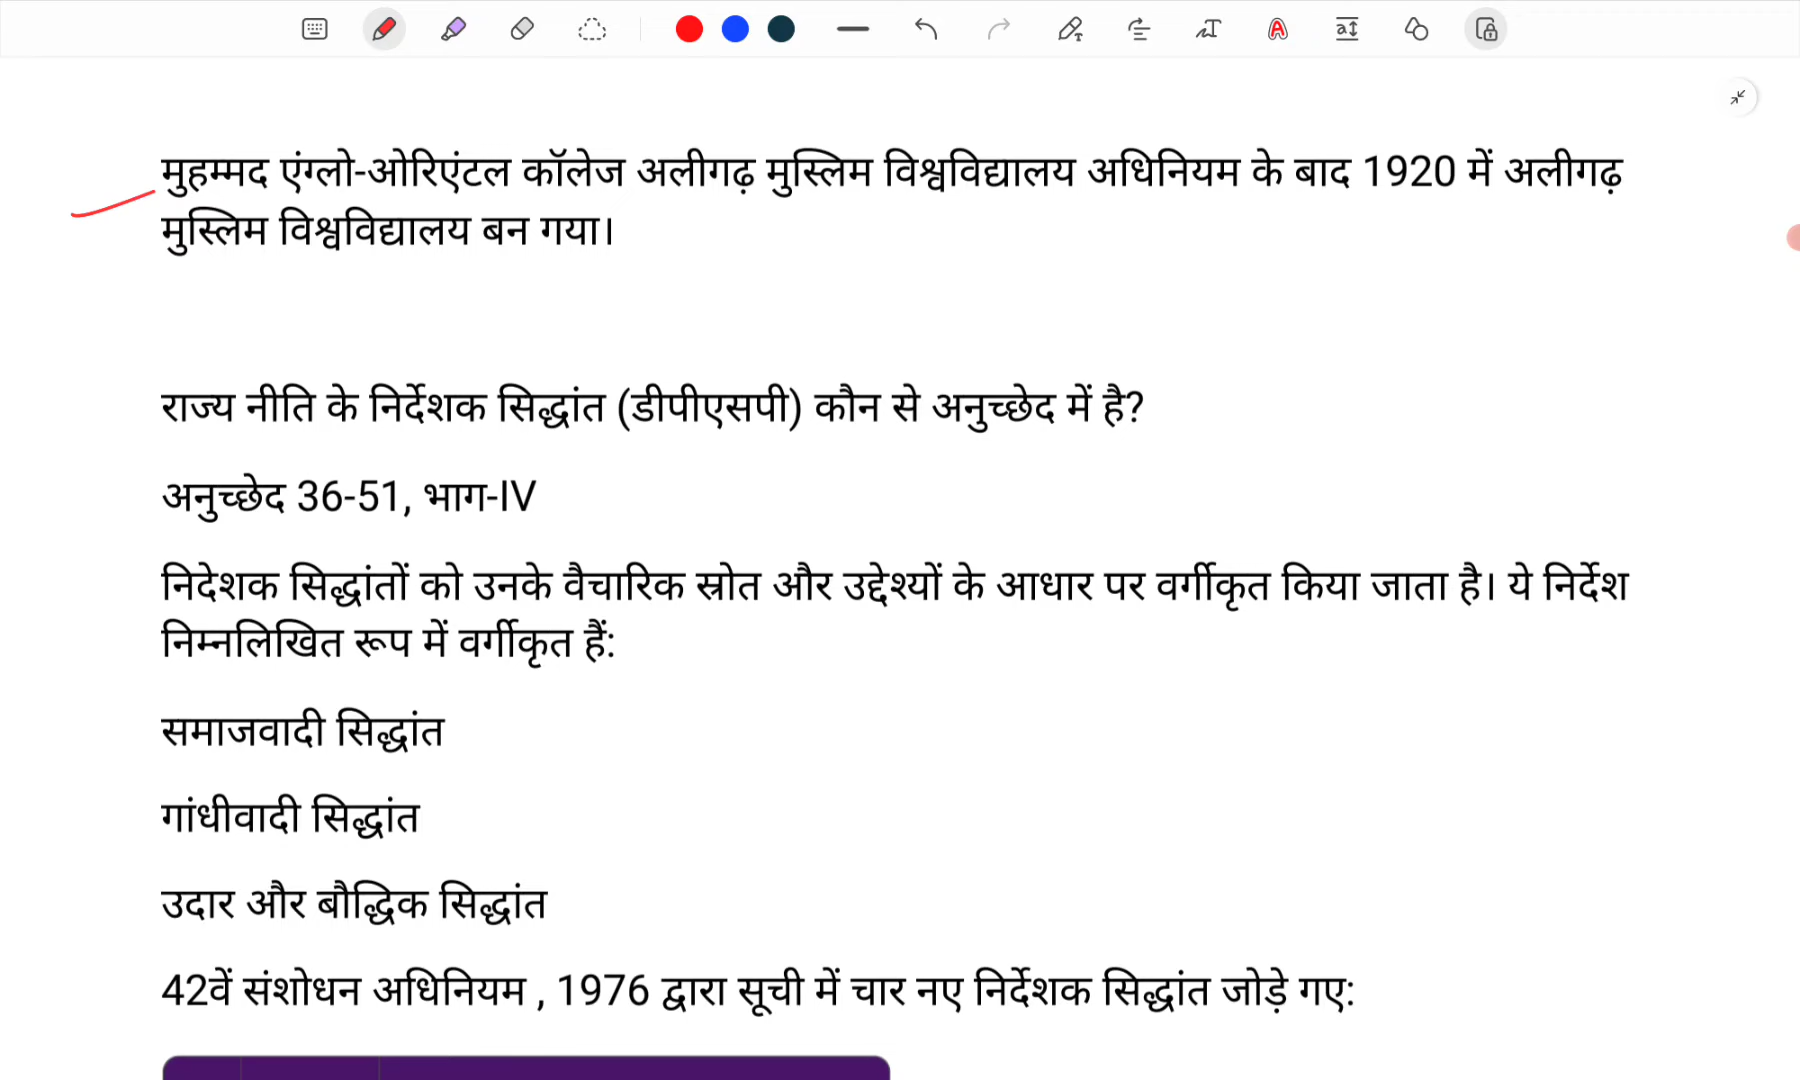 मुहम्मद एंग्लो-ओरिएंटल कॉलेज अलीगढ़ मुस्लिम विश्वविद्यालय अधिनियम के बाद 1920 में अलीगढ़
मुस्लिम विश्वविद्यालय बन गया।
राज्य नीति के निर्देशक सिद्धांत (डीपीएसपी) कौन से अनुच्छेद में है?
अनुच्छेद 36-51, भाग-IV
निदेशक सिद्धांतों को उनके वैचारिक स्रोत और उद्देश्यों के आधार पर वर्गीकृत किया जाता है। ये निर्देश
निम्नलिखित रूप में वर्गीकृत हैं:
समाजवादी सिद्धांत
गांधीवादी सिद्धांत
उदार और बौद्धिक सिद्धांत
42वें संशोधन अधिनियम , 1976 द्वारा सूची में चार नए निर्देशक सिद्धांत जोड़े गए: